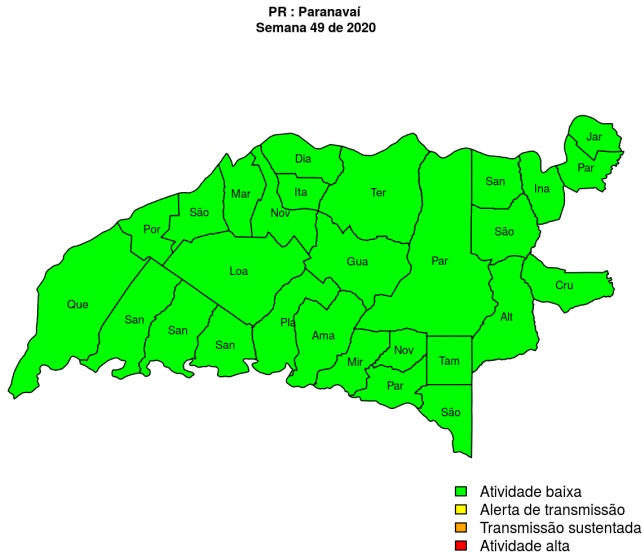 PR : Paranavaí
Semana 49 de 2020
Jar
Par
Dia
San
Ina
Ita
Mar
Ter
São
Nov
Por
São
Par
Gua
Loa
Cru
Que
Alt
San
Pla
San
Ama
San
Nov
Mir
Tam
Par
São
Atividade baixa
Alerta de transmissão
Transmissão sustentada
Atividade alta